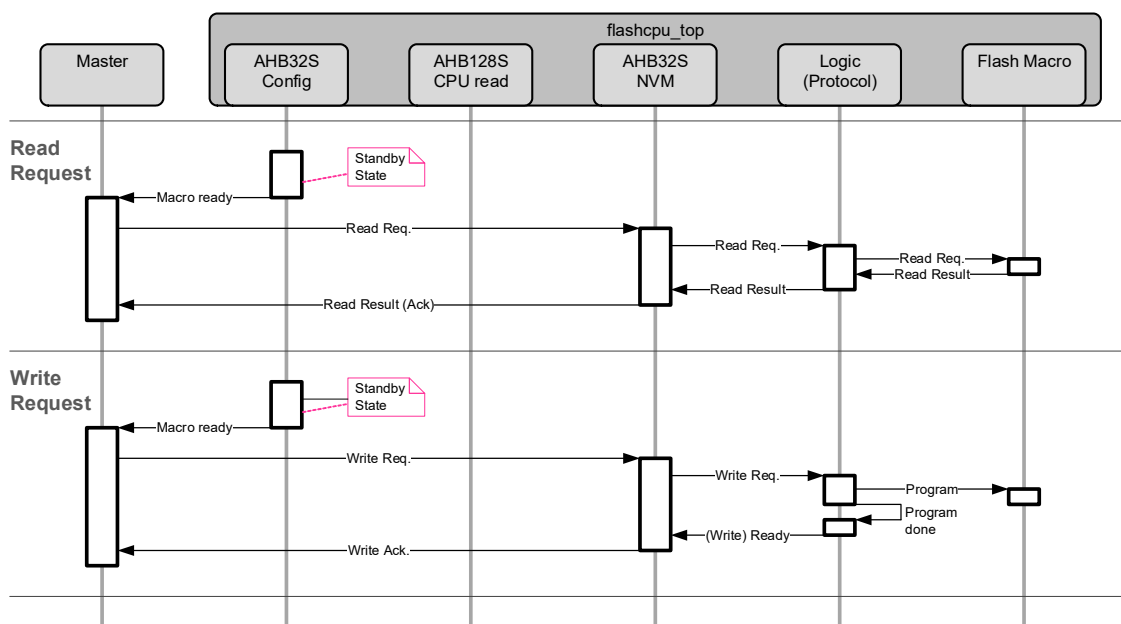 flashcpu_top
Master
AHB32S
Config
AHB128S
CPU read
AHB32S
NVM
Logic
(Protocol)
Flash Macro
Read
Request
Standby
State
Macro ready
Read Req.
Read Req.
Read Req.
Read Result
Read Result
Read Result (Ack)
Write
Request
Standby
State
Macro ready
Write Req.
Write Req.
Program
Program
done
(Write) Ready
Write Ack.